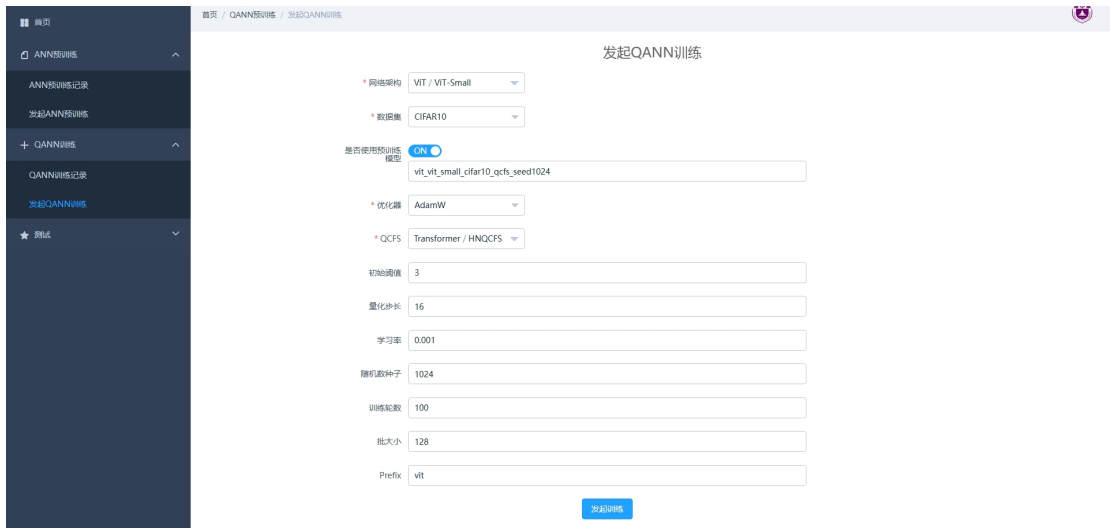 首页
ANN预训练
ANN预训练记录
发起ANN预训练
QANN训练
QANN训练记录
发起QANN训练
测试
首页 / QANN预训练 / 发起QANN训练
发起QANN训练
* 网络架构 ViT / ViT-Small
* 数据集 CIFAR10
是否使用预训练 ON
模型
vit_vit_small_cifar10_qcfs_seed1024
* 优化器 AdamW
* QCFS Transformer / HNQCFS
初始阈值 3
量化步长 16
学习率 0.001
随机数种子 1024
训练轮数 100
批大小 128
Prefix vit
发起训练